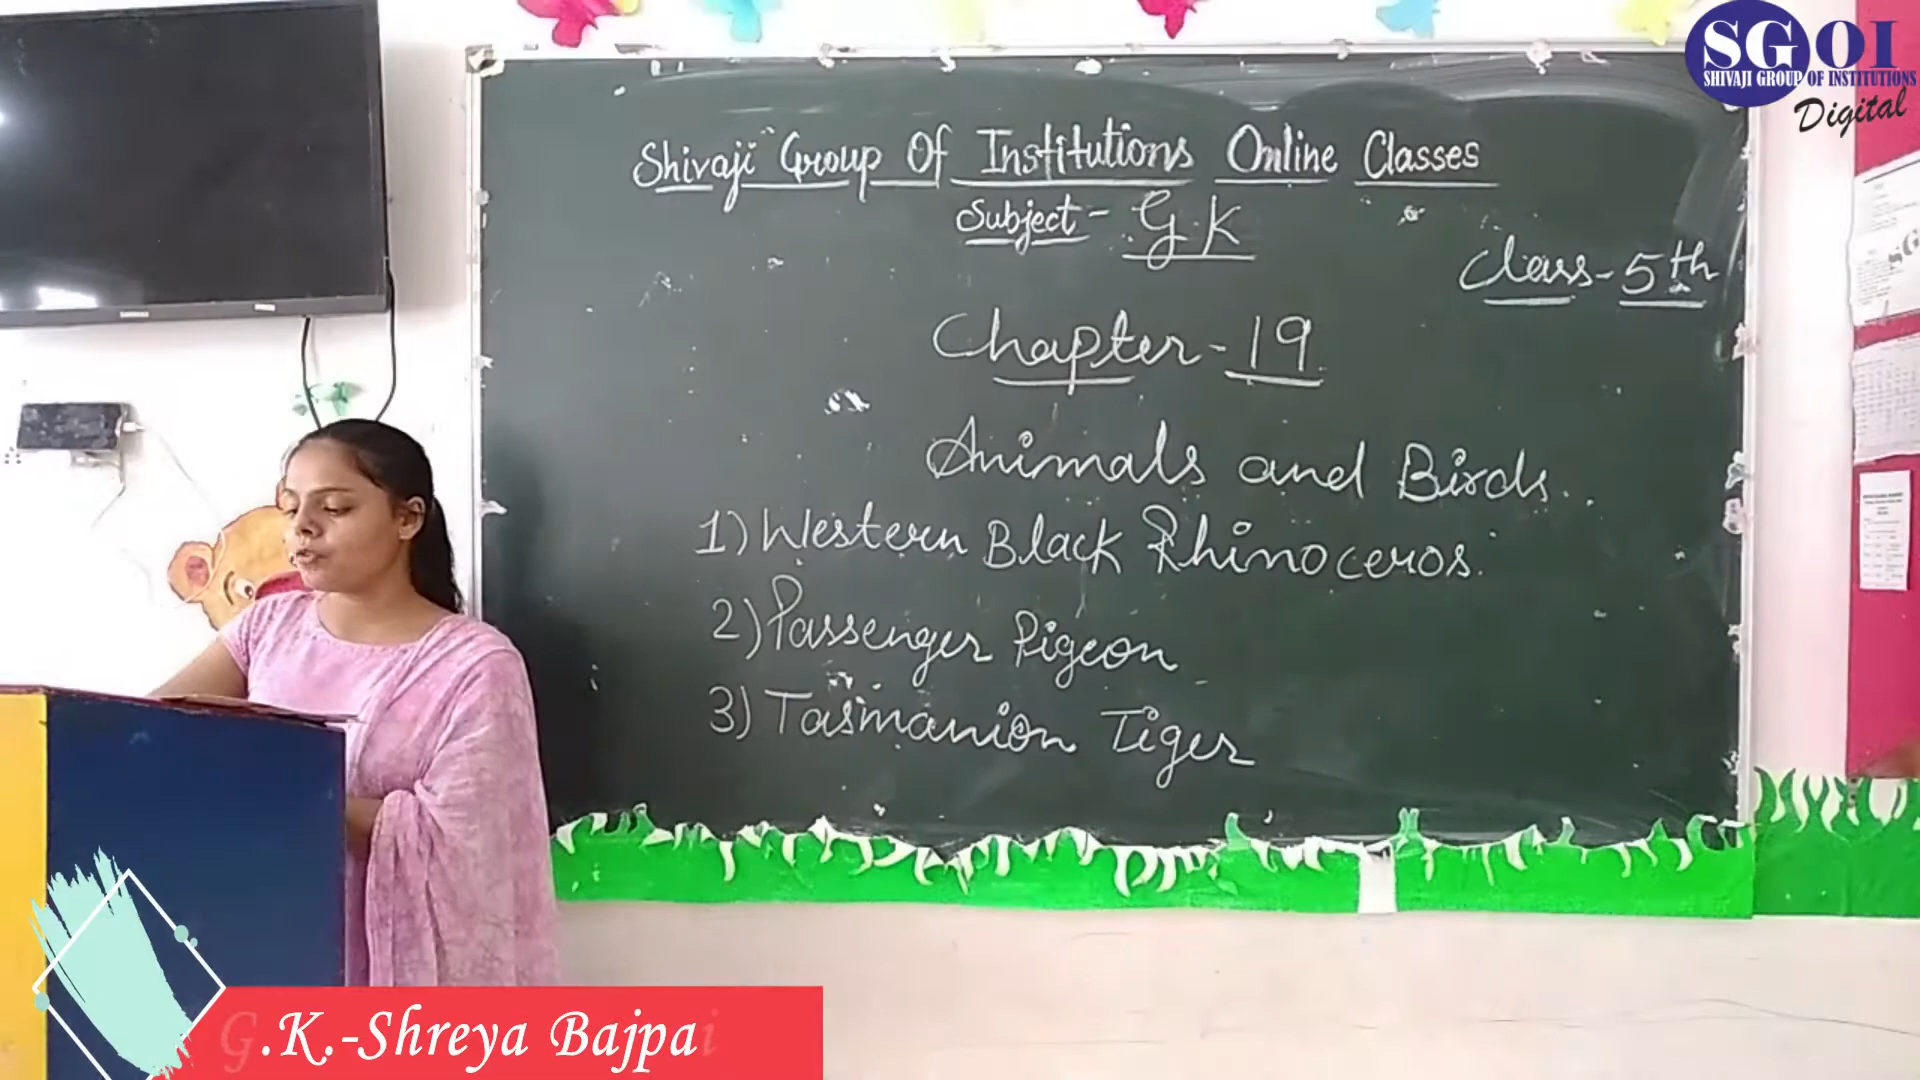 SGOI
SHIVAJI GROUP OF INSTITUTIONS
Digital
Shivaji Group Of Institutions Online Classes
Subject - G.K
Class - 5th
Chapter - 19
Animals and Birds..
1) Western Black Rhinoceros.
2) Passenger Pigeon
3) Tasmanion Tiger
G.K.-Shreya Bajpai